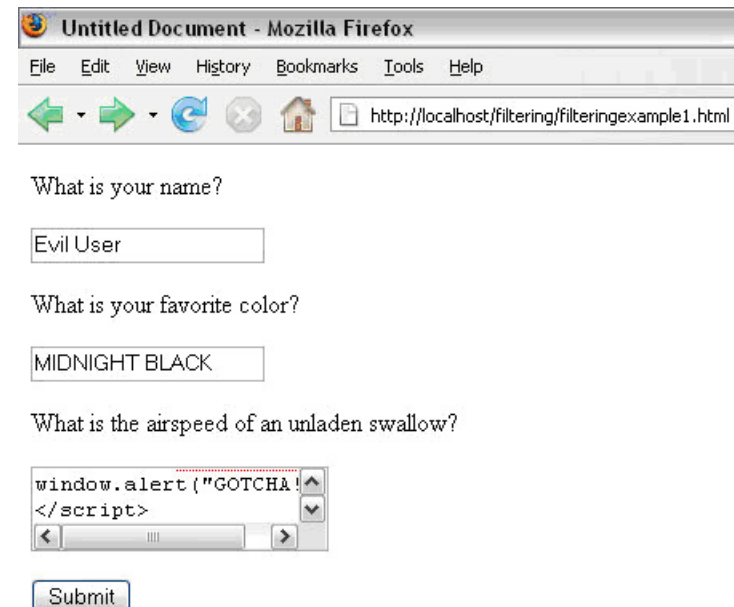 Untitled Document - Mozilla Firefox
File Edit View History Bookmarks Tools Help
http://localhost/filtering/filteringexample1.html
What is your name?
Evil User
What is your favorite color?
MIDNIGHT BLACK
What is the airspeed of an unladen swallow?
window.alert("GOTCHA!
</script>
Submit